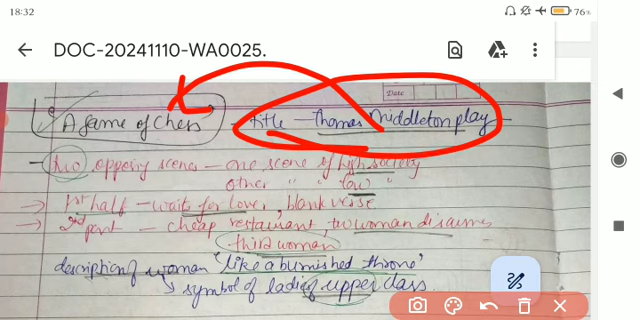 18:32
76%
DOC-20241110-WA0025.
Date
A Game of Chess - title - Thomas Middleton play
- two opposing scenes - one scene of high society
other " " low "
→ 1st half - waits for lover, blank verse
→ 2nd part - cheap restaurant, two woman discusses
third woman
description of woman 'like a burnished throne'
↳ symbol of ladies of upper class